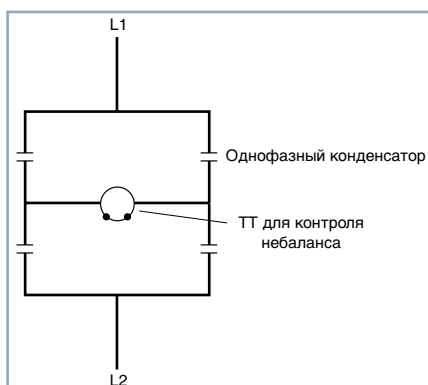 L1
Однофазный конденсатор
ТТ для контроля
небаланса
L2